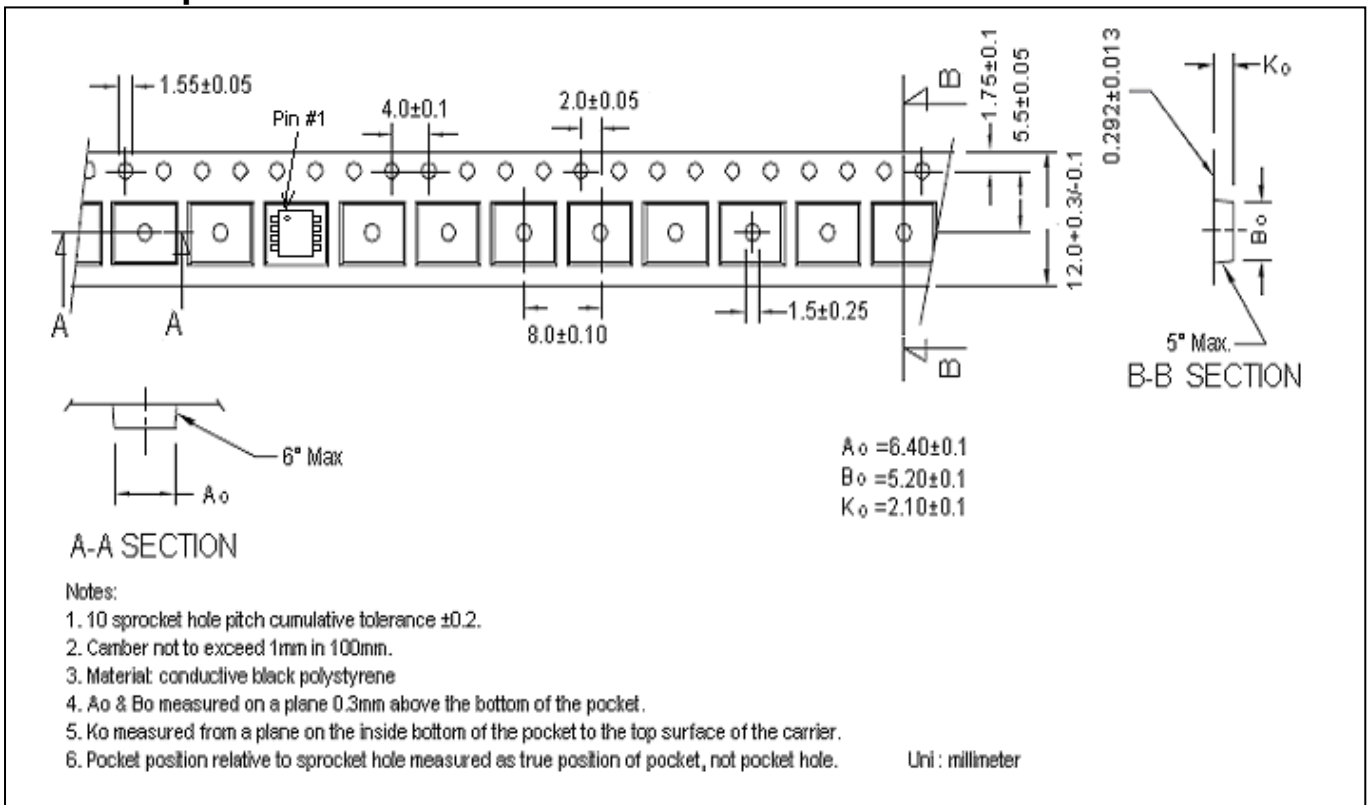 1.55±0.05
Pin #1
4.0±0.1
2.0±0.05
B
1.75±0.1
5.5±0.05
12.0+0.3/-0.1
0.292±0.013
Ko
Bo
5° Max.
B-B SECTION
A
A
8.0±0.10
1.5±0.25
B
6° Max
Ao
A-A SECTION
Ao =6.40±0.1
Bo =5.20±0.1
Ko =2.10±0.1
Notes:
1. 10 sprocket hole pitch cumulative tolerance ±0.2.
2. Camber not to exceed 1mm in 100mm.
3. Material: conductive black polystyrene
4. Ao & Bo measured on a plane 0.3mm above the bottom of the pocket.
5. Ko measured from a plane on the inside bottom of the pocket to the top surface of the carrier.
6. Pocket position relative to sprocket hole measured as true position of pocket, not pocket hole. Uni : millimeter